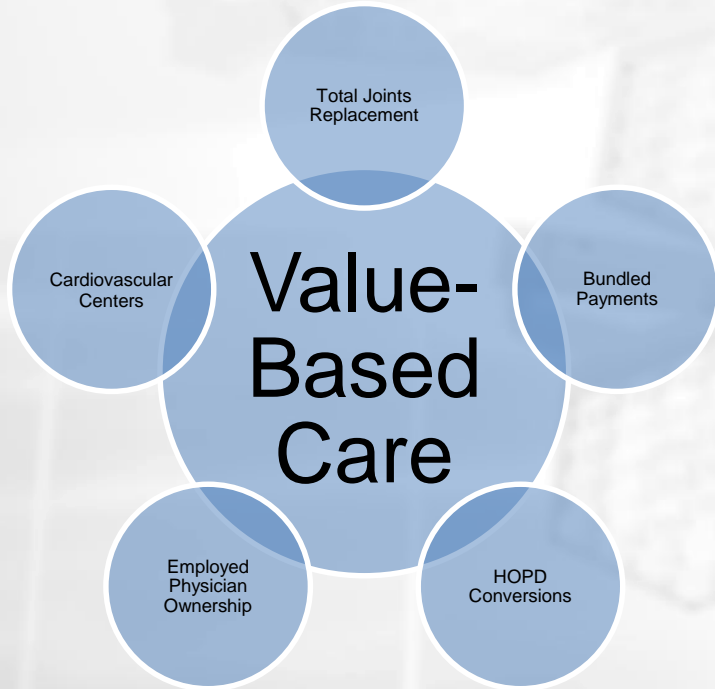 Total Joints
Replacement
Cardiovascular
Centers
Value-
Based
Care
Bundled
Payments
Employed
Physician
Ownership
HOPD
Conversions